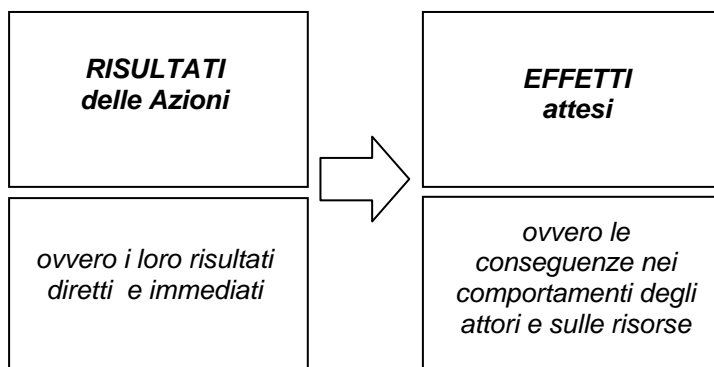 RISULTATI
delle Azioni
EFFETTI
attesi
ovvero i loro risultati
diretti e immediati
ovvero le
conseguenze nei
comportamenti degli
attori e sulle risorse